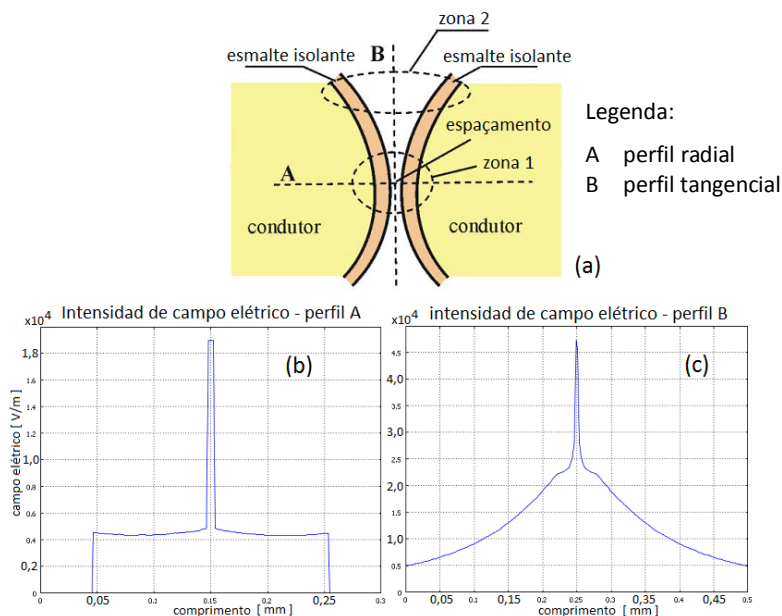 zona 2
esmalte isolante
B
esmalte isolante
espaçamento
A
zona 1
condutor
condutor
(a)
Legenda:
A perfil radial
B perfil tangencial
Intensidad de campo elétrico - perfil A
x10⁴
1,8
1.6
1.4
1.2
1,0
0.8
0.6
0,4
0,2
0
0,05
0.1
0.15
0.20
0,25
0.3
campo elétrico [ V/m ]
comprimento [ mm ]
(b)
intensidad de campo elétrico - perfil B
x10⁴
4.5
4,0
3.5
3,0
2.5
2,0
1.5
1,0
0.5
0
0
0,05
0.1
0,15
0.2
0.25
0.3
0,35
0.4
0,45
0.5
comprimento [ mm ]
(c)